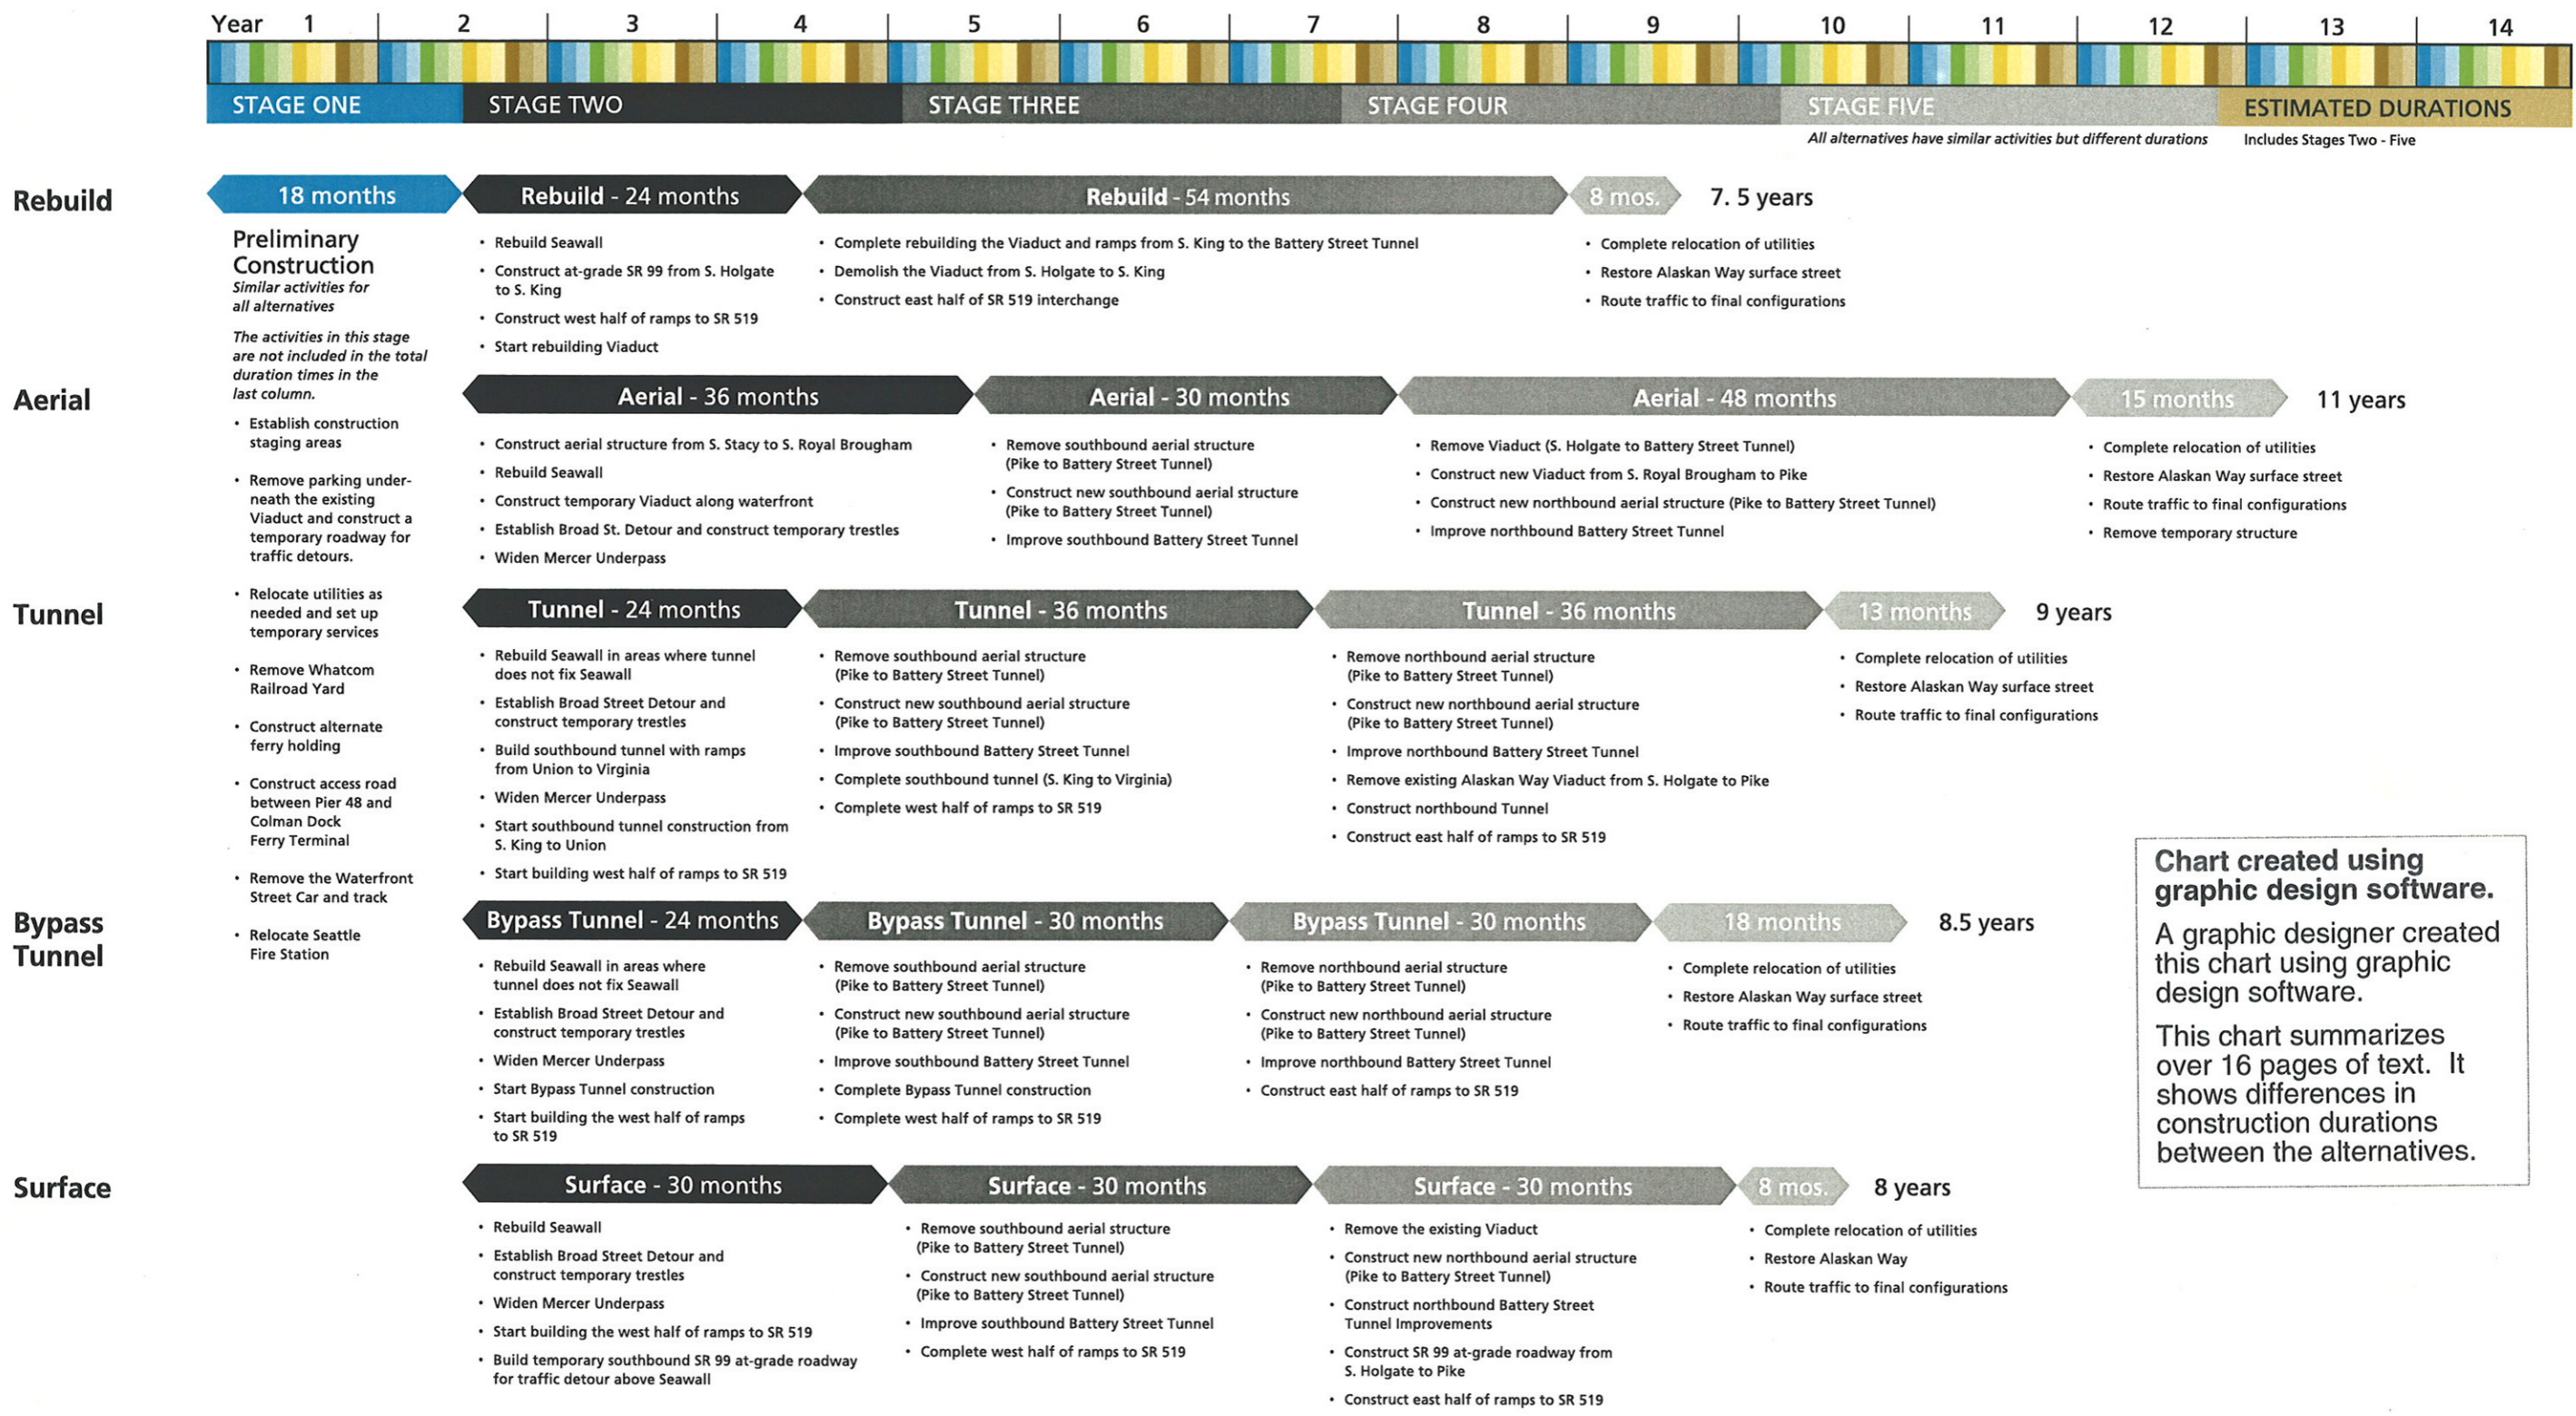 Year 1 2 3 4 5 6 7 8 9 10 11 12 13 14
STAGE ONE STAGE TWO STAGE THREE STAGE FOUR STAGE FIVE ESTIMATED DURATIONS
All alternatives have similar activities but different durations Includes Stages Two - Five
Rebuild
18 months
Preliminary
Construction
Similar activities for
all alternatives
The activities in this stage
are not included in the total
duration times in the
last column.
• Establish construction
staging areas
• Remove parking under-
neath the existing
Viaduct and construct a
temporary roadway for
traffic detours.
• Relocate utilities as
needed and set up
temporary services
• Remove Whatcom
Railroad Yard
• Construct alternate
ferry holding
• Construct access road
between Pier 48 and
Colman Dock
Ferry Terminal
• Remove the Waterfront
Street Car and track
• Relocate Seattle
Fire Station
Rebuild - 24 months
• Rebuild Seawall
• Construct at-grade SR 99 from S. Holgate
to S. King
• Construct west half of ramps to SR 519
• Start rebuilding Viaduct
Rebuild - 54 months
• Complete rebuilding the Viaduct and ramps from S. King to the Battery Street Tunnel
• Demolish the Viaduct from S. Holgate to S. King
• Construct east half of SR 519 interchange
8 mos.
• Complete relocation of utilities
• Restore Alaskan Way surface street
• Route traffic to final configurations
7. 5 years
Aerial
Aerial - 36 months
• Construct aerial structure from S. Stacy to S. Royal Brougham
• Rebuild Seawall
• Construct temporary Viaduct along waterfront
• Establish Broad St. Detour and construct temporary trestles
• Widen Mercer Underpass
Aerial - 30 months
• Remove southbound aerial structure
(Pike to Battery Street Tunnel)
• Construct new southbound aerial structure
(Pike to Battery Street Tunnel)
• Improve southbound Battery Street Tunnel
Aerial - 48 months
• Remove Viaduct (S. Holgate to Battery Street Tunnel)
• Construct new Viaduct from S. Royal Brougham to Pike
• Construct new northbound aerial structure (Pike to Battery Street Tunnel)
• Improve northbound Battery Street Tunnel
15 months
• Complete relocation of utilities
• Restore Alaskan Way surface street
• Route traffic to final configurations
• Remove temporary structure
11 years
Tunnel
Tunnel - 24 months
• Rebuild Seawall in areas where tunnel
does not fix Seawall
• Establish Broad Street Detour and
construct temporary trestles
• Build southbound tunnel with ramps
from Union to Virginia
• Widen Mercer Underpass
• Start southbound tunnel construction from
S. King to Union
• Start building west half of ramps to SR 519
Tunnel - 36 months
• Remove southbound aerial structure
(Pike to Battery Street Tunnel)
• Construct new southbound aerial structure
(Pike to Battery Street Tunnel)
• Improve southbound Battery Street Tunnel
• Complete southbound tunnel (S. King to Virginia)
• Complete west half of ramps to SR 519
Tunnel - 36 months
• Remove northbound aerial structure
(Pike to Battery Street Tunnel)
• Construct new northbound aerial structure
(Pike to Battery Street Tunnel)
• Improve northbound Battery Street Tunnel
• Remove existing Alaskan Way Viaduct from S. Holgate to Pike
• Construct northbound Tunnel
• Construct east half of ramps to SR 519
13 months
• Complete relocation of utilities
• Restore Alaskan Way surface street
• Route traffic to final configurations
9 years
Bypass
Tunnel
Bypass Tunnel - 24 months
• Rebuild Seawall in areas where
tunnel does not fix Seawall
• Establish Broad Street Detour and
construct temporary trestles
• Widen Mercer Underpass
• Start Bypass Tunnel construction
• Start building the west half of ramps
to SR 519
Bypass Tunnel - 30 months
• Remove southbound aerial structure
(Pike to Battery Street Tunnel)
• Construct new southbound aerial structure
(Pike to Battery Street Tunnel)
• Improve southbound Battery Street Tunnel
• Complete Bypass Tunnel construction
• Complete west half of ramps to SR 519
Bypass Tunnel - 30 months
• Remove northbound aerial structure
(Pike to Battery Street Tunnel)
• Construct new northbound aerial structure
(Pike to Battery Street Tunnel)
• Improve northbound Battery Street Tunnel
• Construct east half of ramps to SR 519
18 months
• Complete relocation of utilities
• Restore Alaskan Way surface street
• Route traffic to final configurations
8.5 years
Surface
Surface - 30 months
• Rebuild Seawall
• Establish Broad Street Detour and
construct temporary trestles
• Widen Mercer Underpass
• Start building the west half of ramps to SR 519
• Build temporary southbound SR 99 at-grade roadway
for traffic detour above Seawall
Surface - 30 months
• Remove southbound aerial structure
(Pike to Battery Street Tunnel)
• Construct new southbound aerial structure
(Pike to Battery Street Tunnel)
• Improve southbound Battery Street Tunnel
• Complete west half of ramps to SR 519
Surface - 30 months
• Remove the existing Viaduct
• Construct new northbound aerial structure
(Pike to Battery Street Tunnel)
• Construct northbound Battery Street
Tunnel Improvements
• Construct SR 99 at-grade roadway from
S. Holgate to Pike
• Construct east half of ramps to SR 519
8 mos.
• Complete relocation of utilities
• Restore Alaskan Way
• Route traffic to final configurations
8 years
Chart created using
graphic design software.
A graphic designer created
this chart using graphic
design software.
This chart summarizes
over 16 pages of text. It
shows differences in
construction durations
between the alternatives.